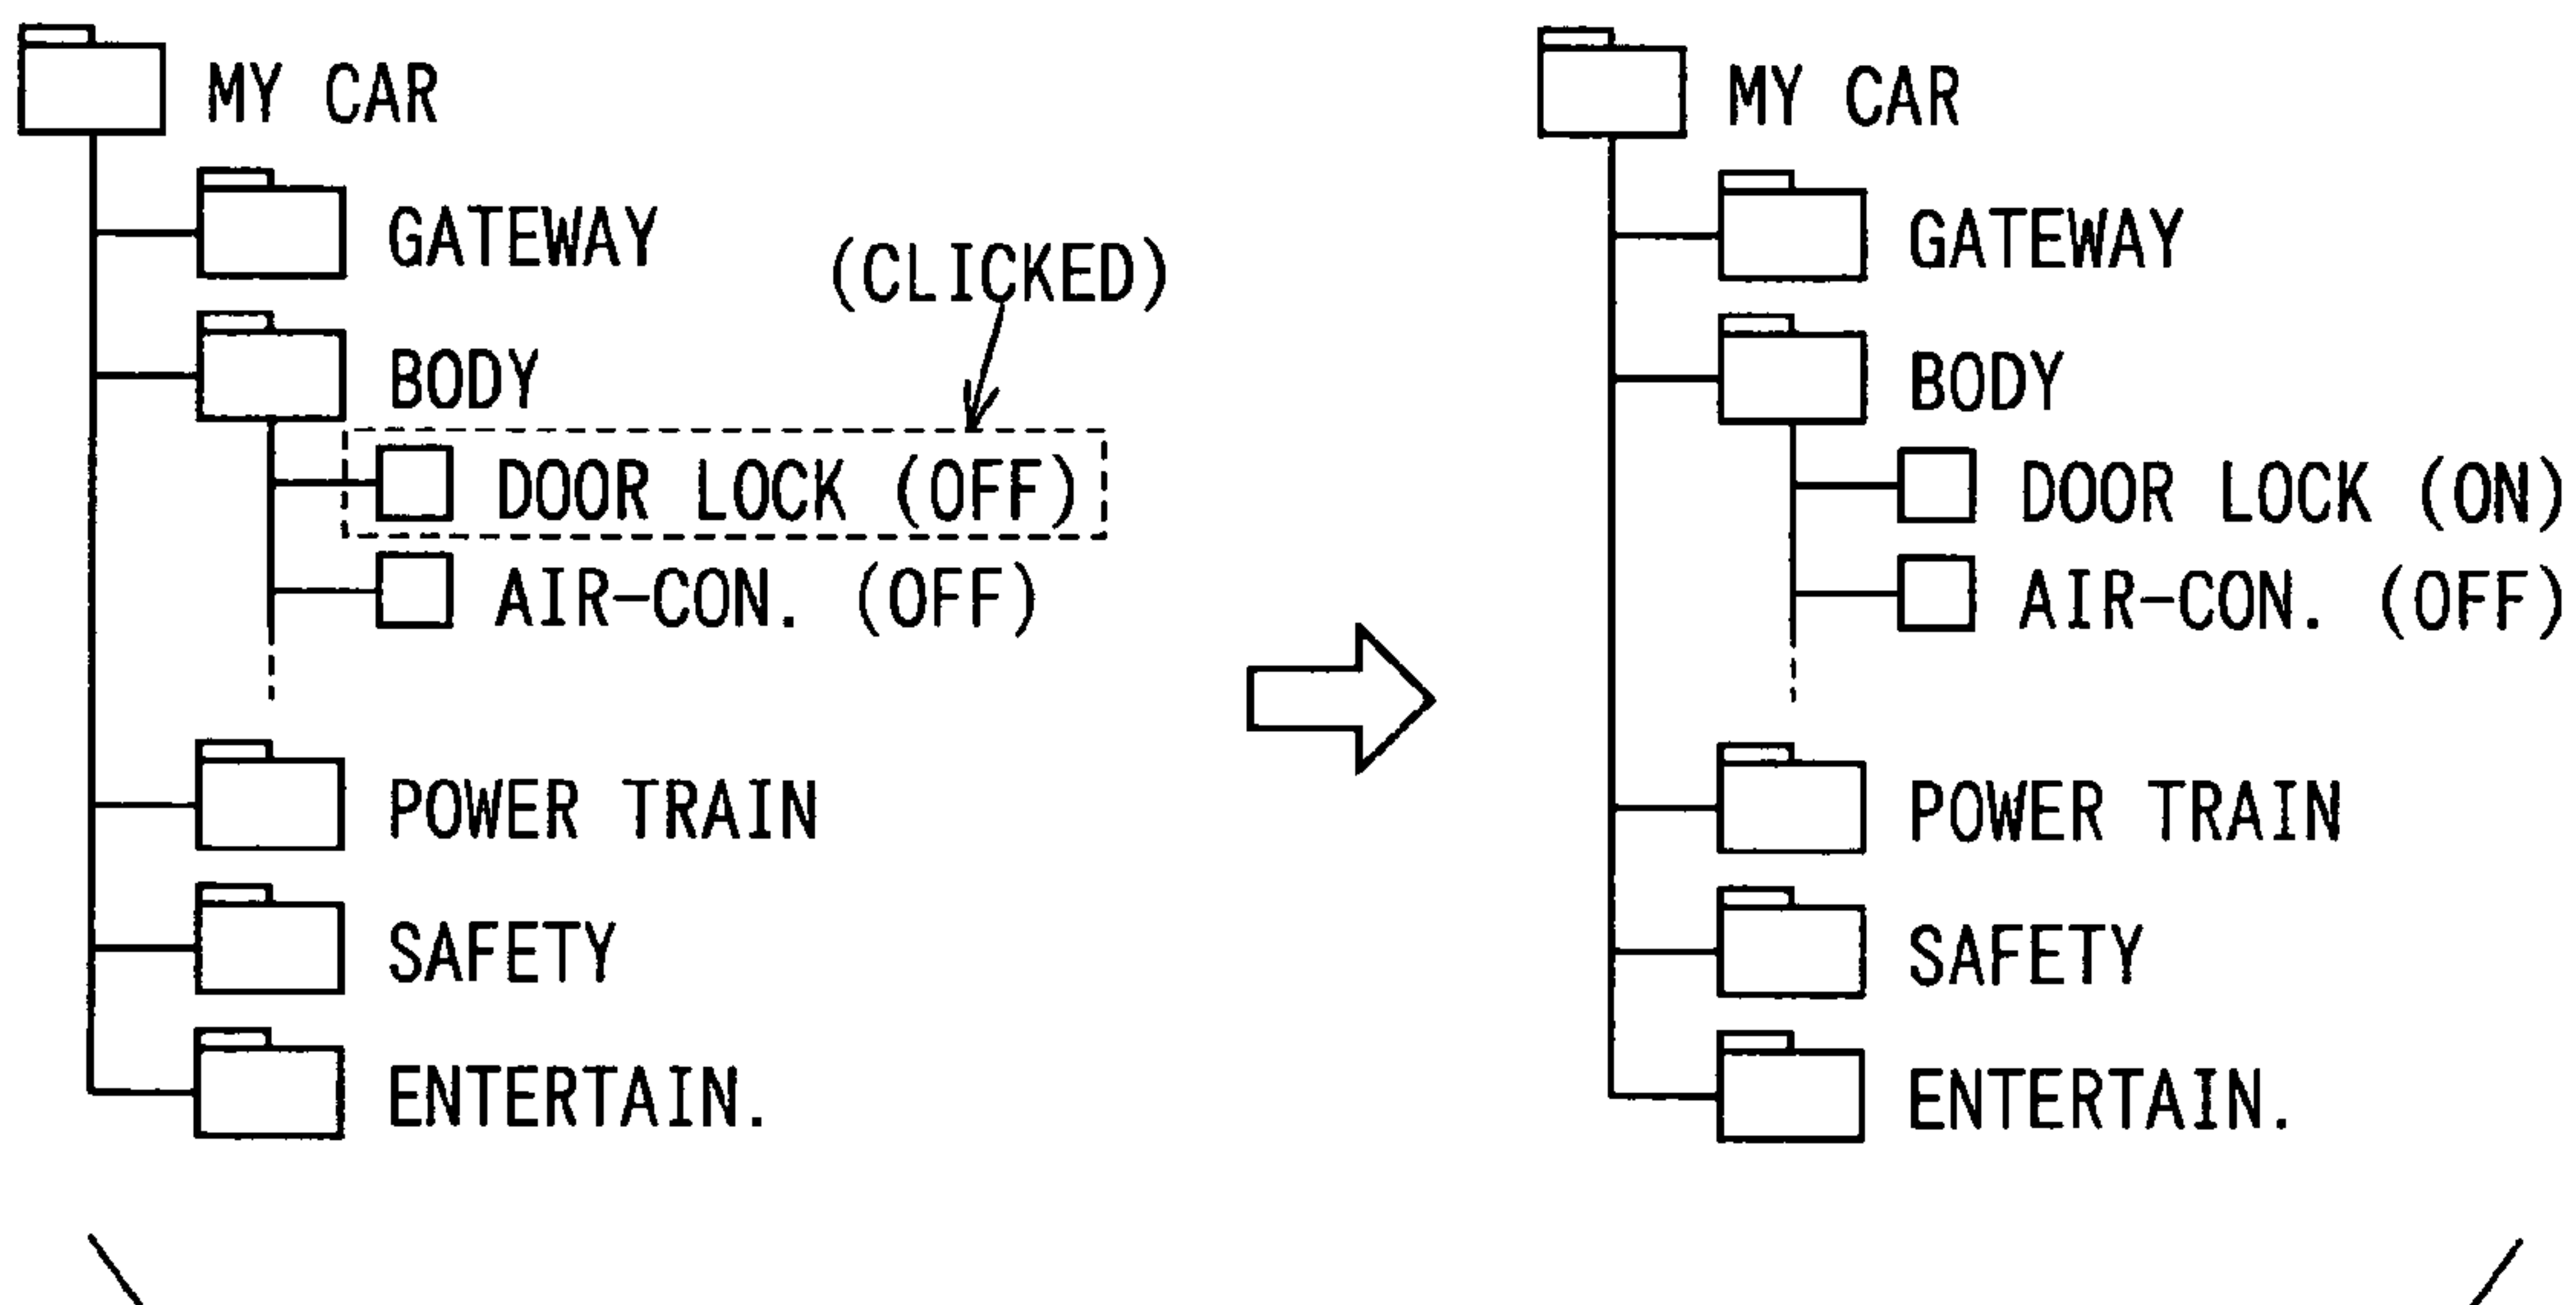 MY CAR
GATEWAY
(CLICKED)
BODY
DOOR LOCK (OFF)
AIR-CON. (OFF)
POWER TRAIN
SAFETY
ENTERTAIN.
MY CAR
GATEWAY
BODY
DOOR LOCK (ON)
AIR-CON. (OFF)
POWER TRAIN
SAFETY
ENTERTAIN.